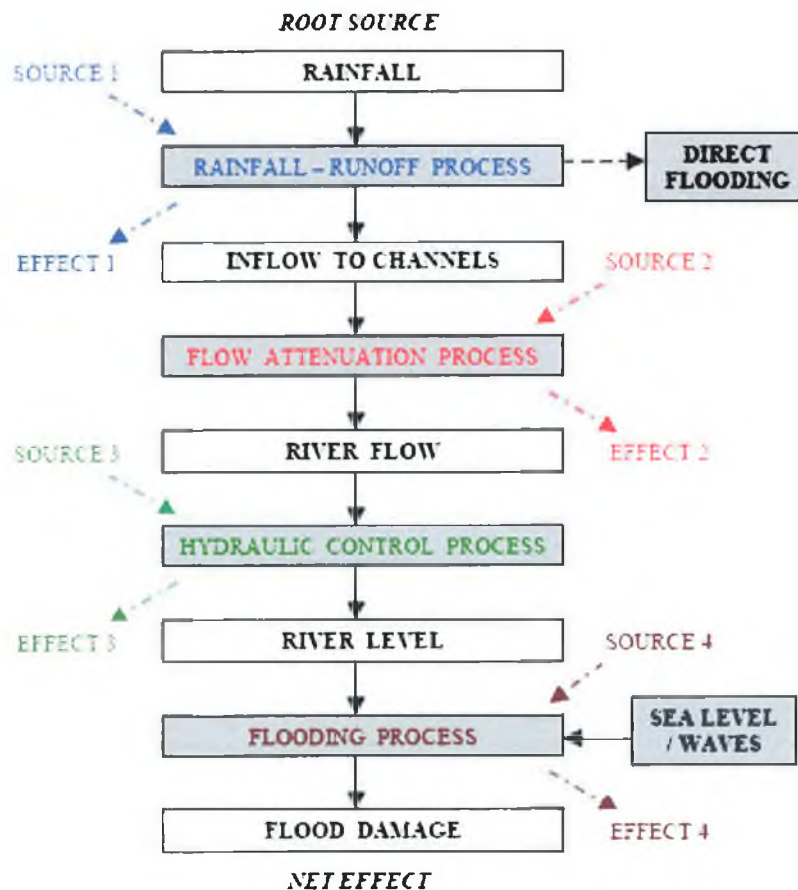 ROOT SOURCE
SOURCE 1
RAINFALL
RAINFALL – RUNOFF PROCESS
DIRECT
FLOODING
EFFECT 1
INFLOW TO CHANNELS
SOURCE 2
FLOW ATTENUATION PROCESS
SOURCE 3
RIVER FLOW
EFFECT 2
HYDRAULIC CONTROL PROCESS
EFFECT 3
RIVER LEVEL
SOURCE 4
FLOODING PROCESS
SEA LEVEL
/ WAVES
FLOOD DAMAGE
EFFECT 4
NET EFFECT